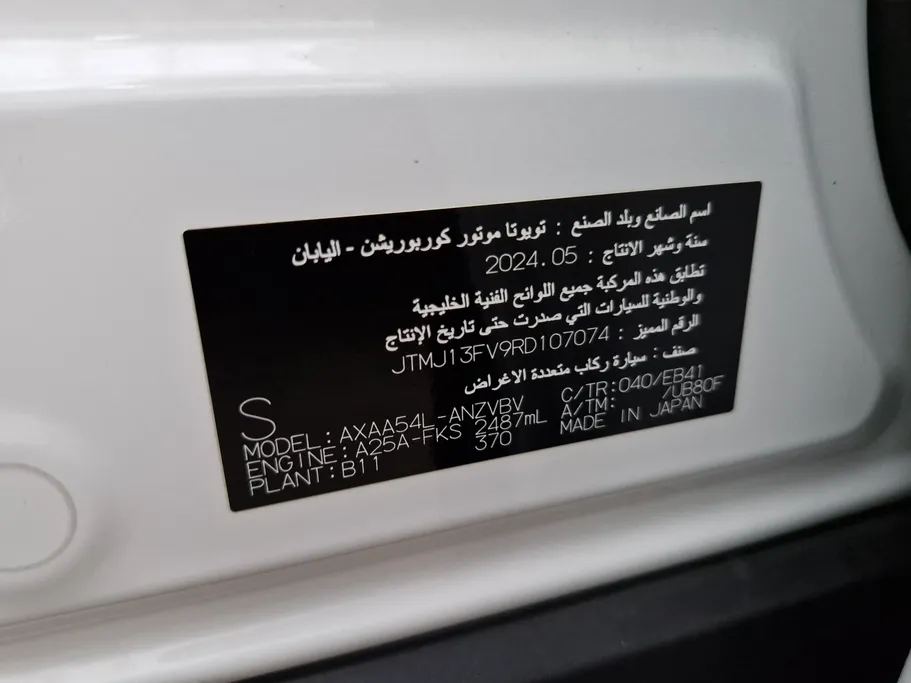 اسم الصانع وبلد الصنع : تويوتا موتور كوربوريشن - اليابان
سنة وشهر الانتاج : 2024.05
تطابق هذه المركبة جميع اللوائح الفنية الخليجية
والوطنية للسيارات التي صدرت حتى تاريخ الإنتاج
الرقم المميز : JTMJ13FV9RD107074
صنف : سيارة ركاب متعددة الاغراض
S
MODEL:AXAA54L-ANZVBV C/TR:040/EB41
ENGINE:A25A-FKS 2487mL A/TM: /UB80F
PLANT:B11 370 MADE IN JAPAN